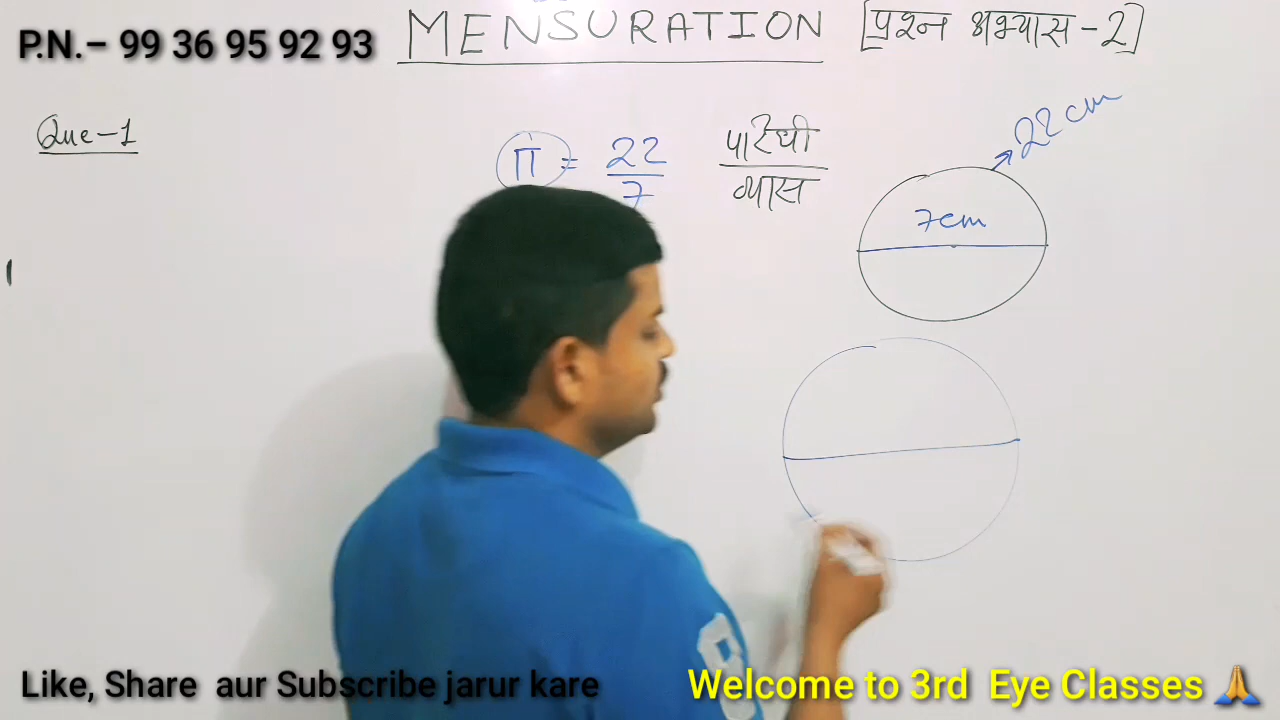 P.N.– 99 36 95 92 93
MENSURATION [प्रश्न अभ्यास-2]
Que-1
π = 22/7
परिधी/व्यास
22 cm
7cm
Like, Share aur Subscribe jarur kare
Welcome to 3rd Eye Classes 🙏